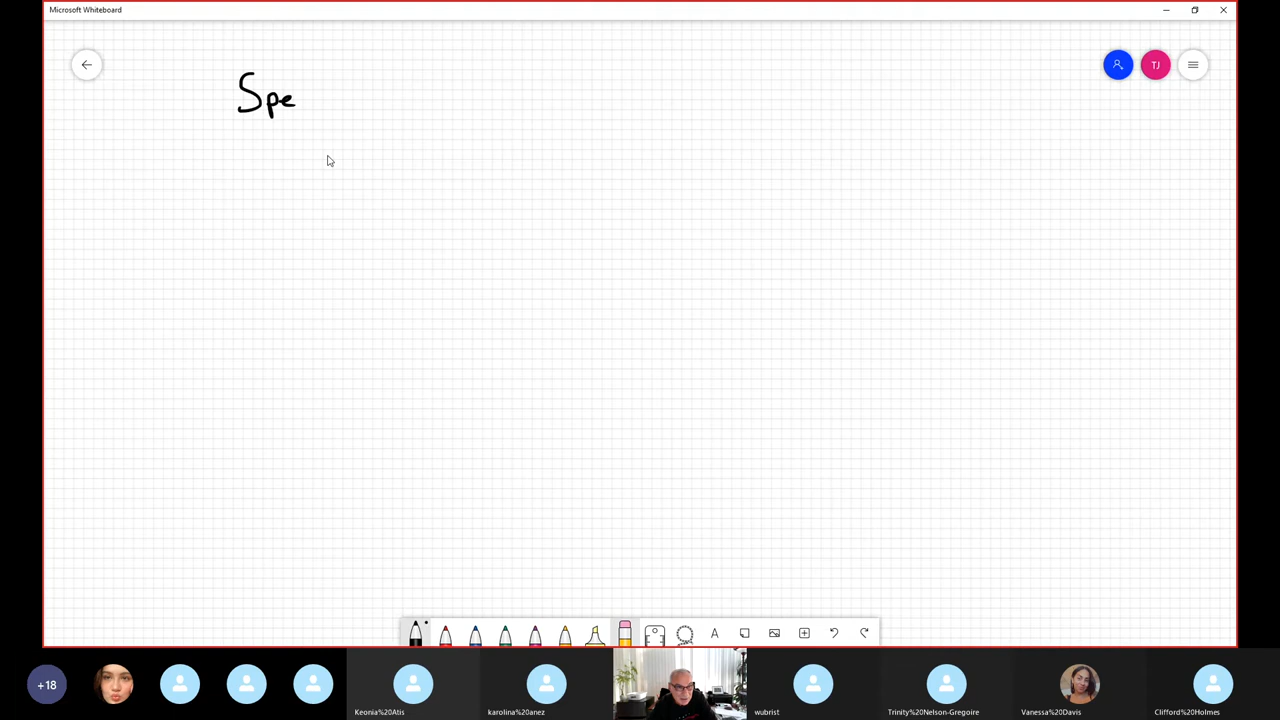 Microsoft Whiteboard
TJ
Spe
A
+18
Keonia%20Atis
karolina%20anez
wubrist
Trinity%20Nelson-Gregoire
Vanessa%20Davis
Clifford%20Holmes